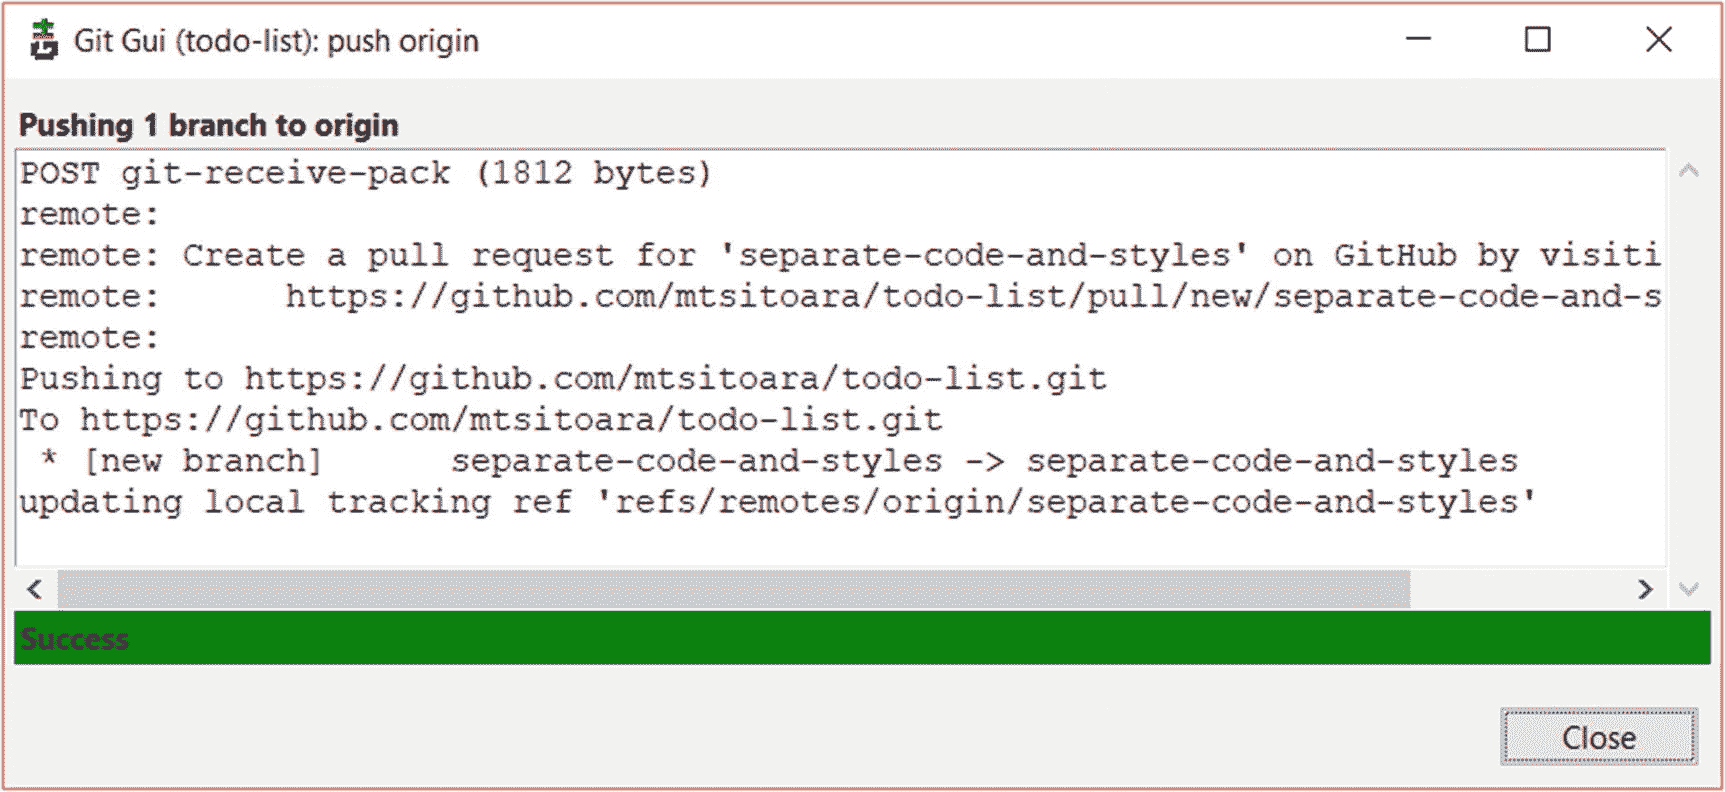 Git Gui (todo-list): push origin
Pushing 1 branch to origin
POST git-receive-pack (1812 bytes)
remote:
remote: Create a pull request for 'separate-code-and-styles' on GitHub by visiti
remote:      https://github.com/mtsitoara/todo-list/pull/new/separate-code-and-s
remote:
Pushing to https://github.com/mtsitoara/todo-list.git
To https://github.com/mtsitoara/todo-list.git
 * [new branch]      separate-code-and-styles -> separate-code-and-styles
updating local tracking ref 'refs/remotes/origin/separate-code-and-styles'
Success
Close